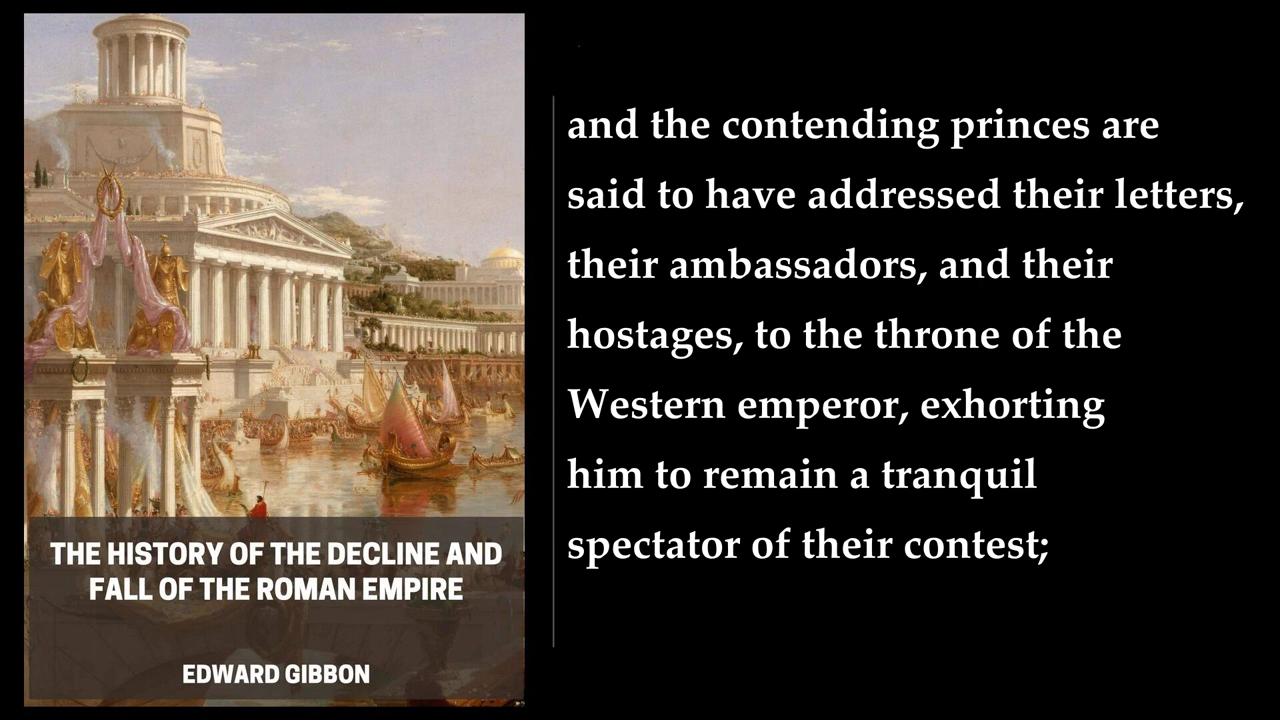 THE HISTORY OF THE DECLINE AND
FALL OF THE ROMAN EMPIRE
EDWARD GIBBON
and the contending princes are
said to have addressed their letters,
their ambassadors, and their
hostages, to the throne of the
Western emperor, exhorting
him to remain a tranquil
spectator of their contest;